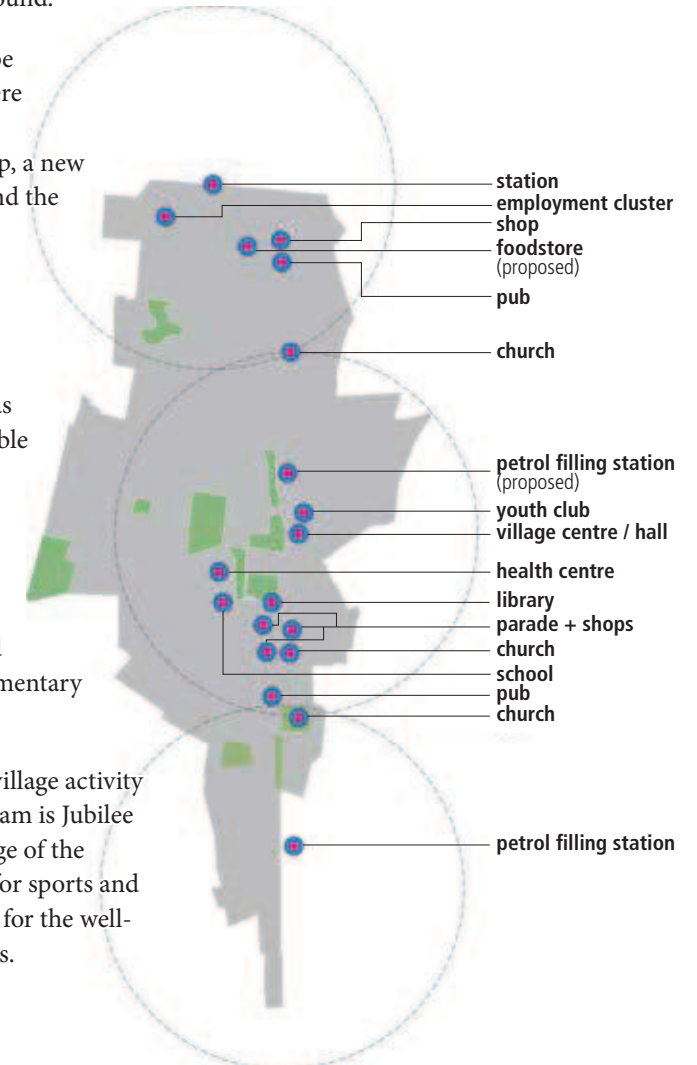 ound.
be
ere
p, a new
nd the
as
ble
mentary
village activity
am is Jubilee
ge of the
for sports and
for the well-
s.
station
employment cluster
shop
foodstore
(proposed)
pub
church
petrol filling station
(proposed)
youth club
village centre / hall
health centre
library
parade + shops
church
school
pub
church
petrol filling station